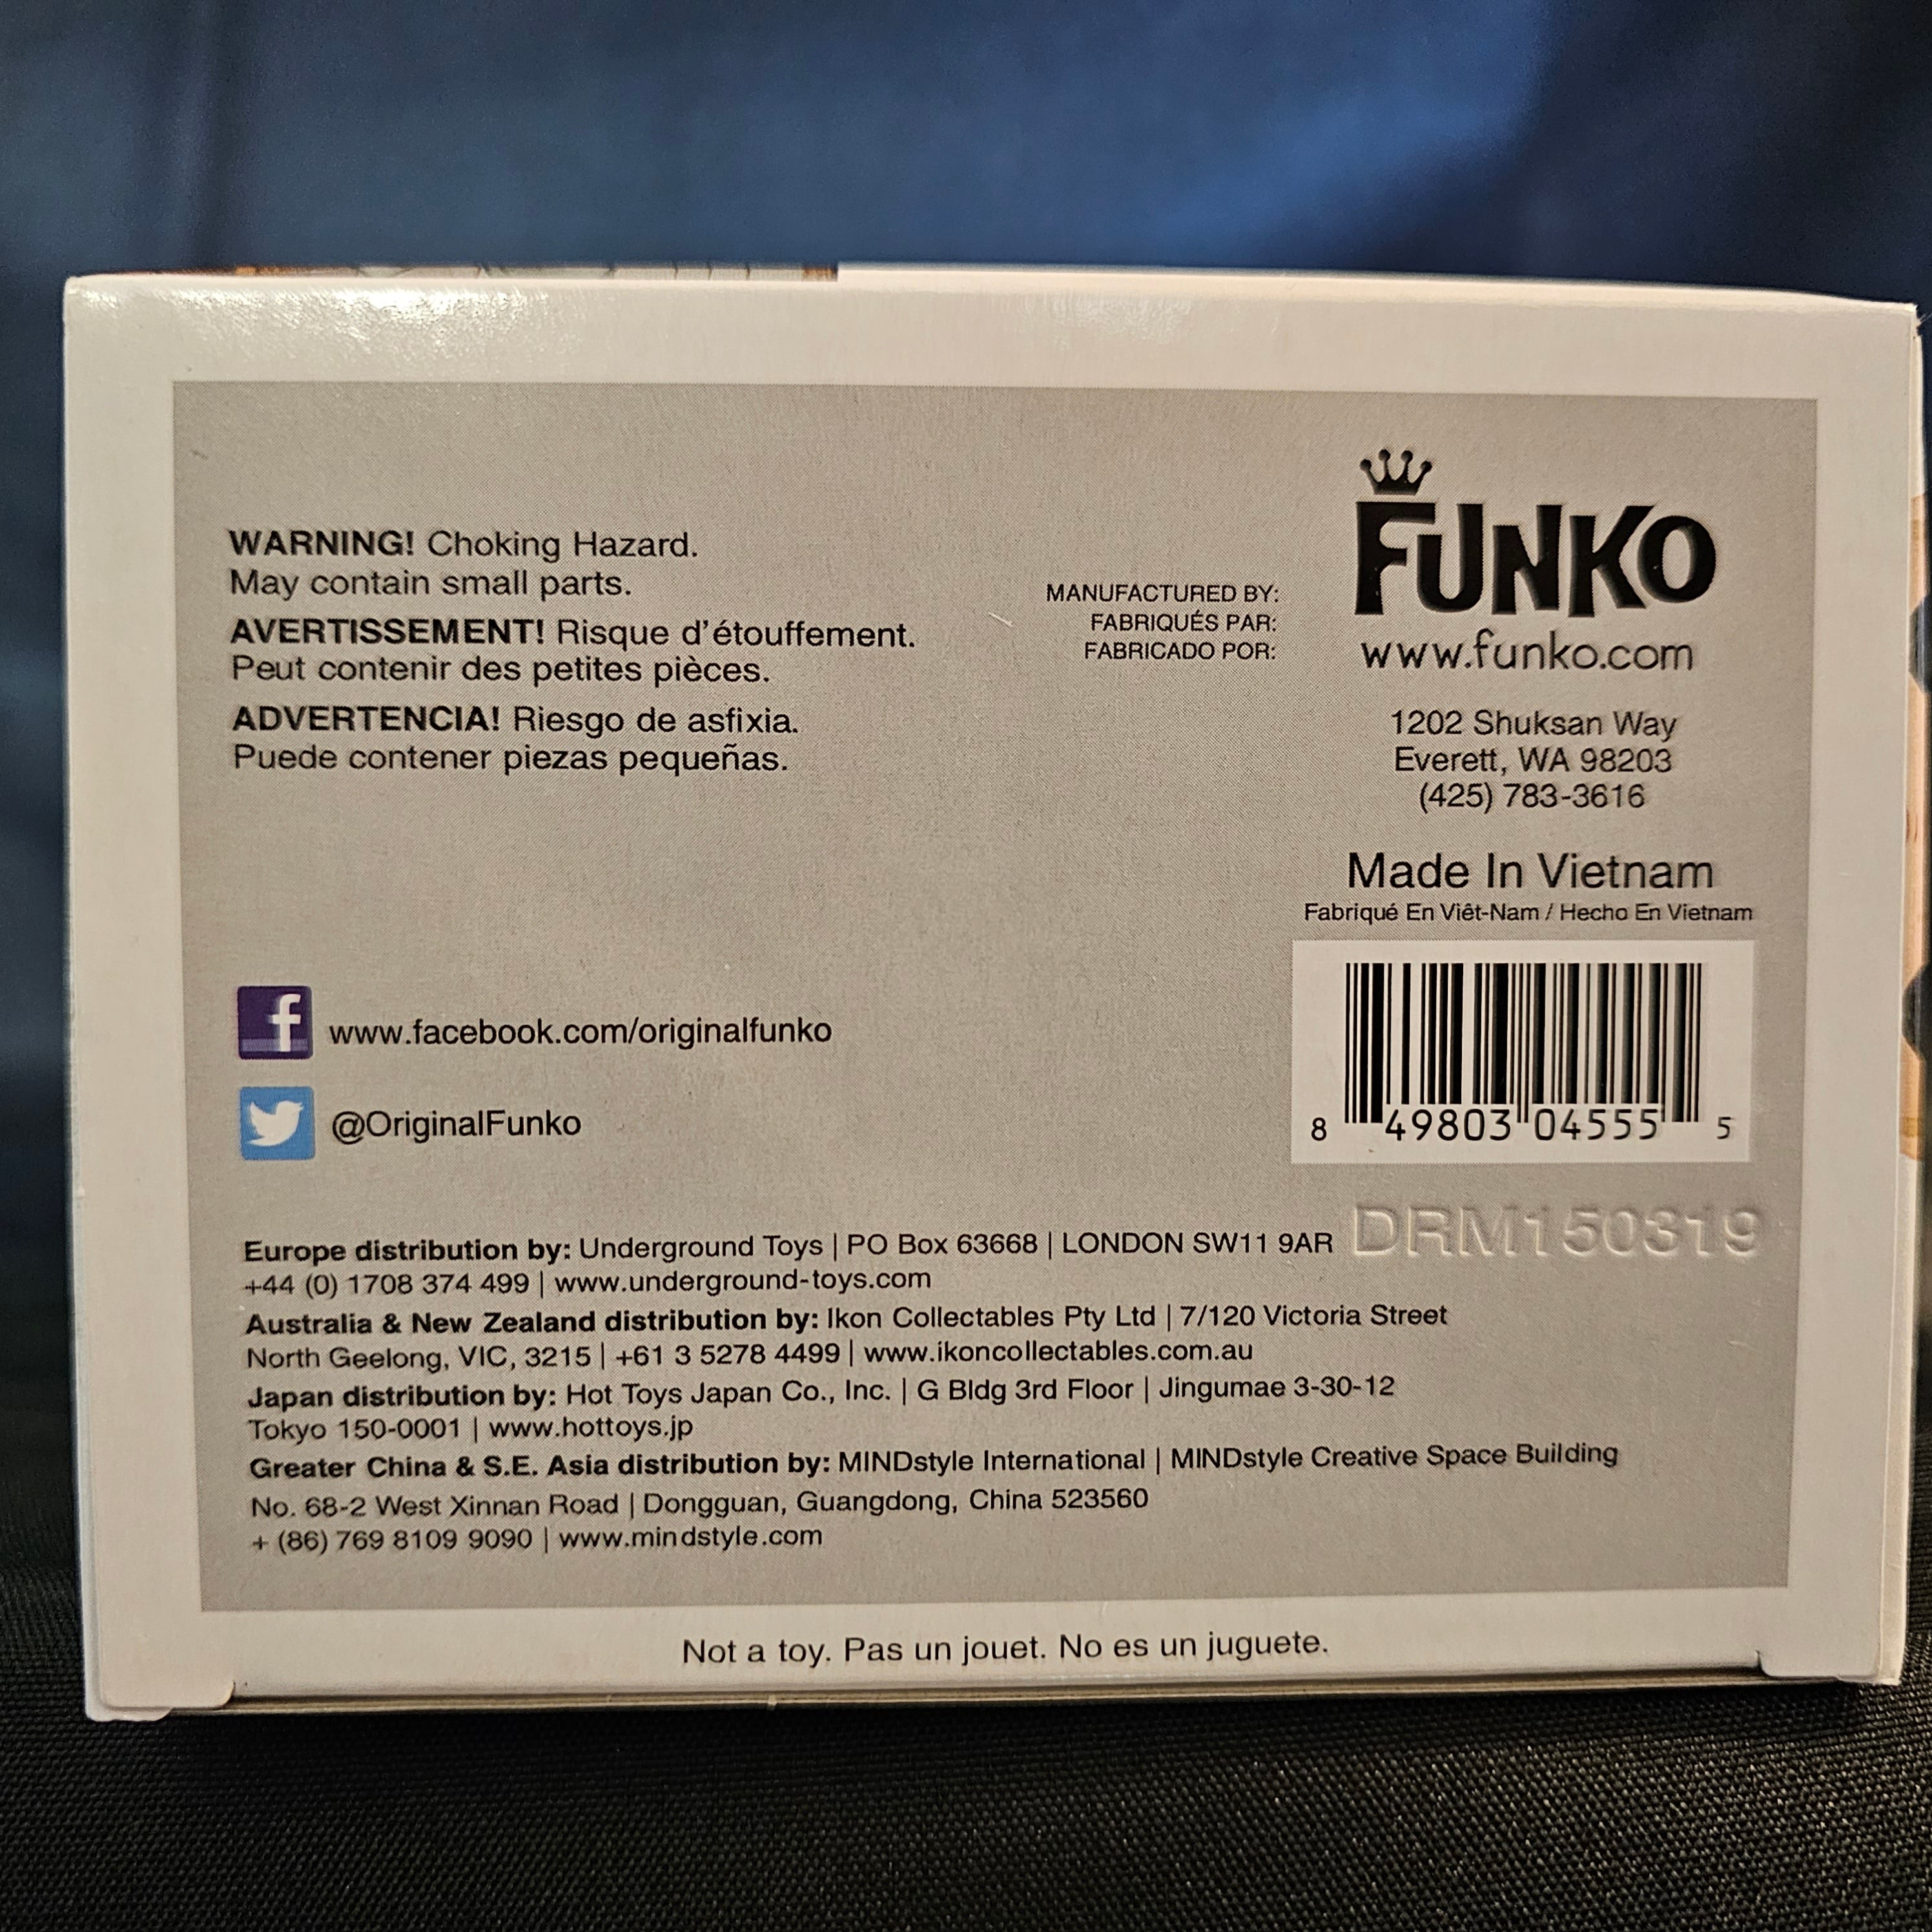 WARNING! Choking Hazard.
May contain small parts.
AVERTISSEMENT! Risque d'étouffement.
Peut contenir des petites pièces.
ADVERTENCIA! Riesgo de asfixia.
Puede contener piezas pequeñas.
MANUFACTURED BY:
FABRIQUÉS PAR:
FABRICADO POR:
FUNKO
www.funko.com
1202 Shuksan Way
Everett, WA 98203
(425) 783-3616
Made In Vietnam
Fabriqué En Viêt-Nam / Hecho En Vietnam
f www.facebook.com/originalfunko
@OriginalFunko
8 49803 04555 5
DRM150319
Europe distribution by: Underground Toys | PO Box 63668 | LONDON SW11 9AR
+44 (0) 1708 374 499 | www.underground-toys.com
Australia & New Zealand distribution by: Ikon Collectables Pty Ltd | 7/120 Victoria Street
North Geelong, VIC, 3215 | +61 3 5278 4499 | www.ikoncollectables.com.au
Japan distribution by: Hot Toys Japan Co., Inc. | G Bldg 3rd Floor | Jingumae 3-30-12
Tokyo 150-0001 | www.hottoys.jp
Greater China & S.E. Asia distribution by: MINDstyle International | MINDstyle Creative Space Building
No. 68-2 West Xinnan Road | Dongguan, Guangdong, China 523560
+ (86) 769 8109 9090 | www.mindstyle.com
Not a toy. Pas un jouet. No es un juguete.